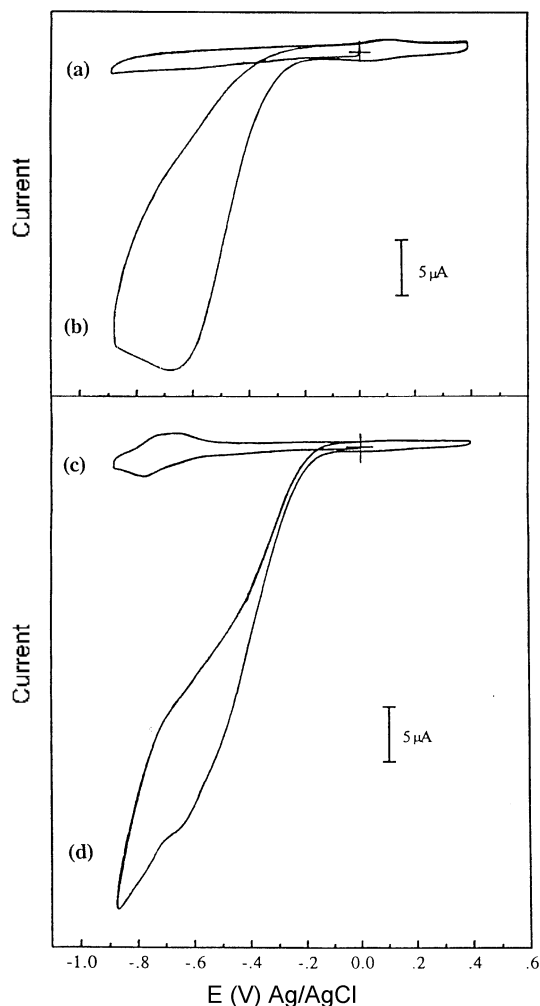 (a)
Current
5 μA
(b)
(c)
Current
5 μA
(d)
-1.0 -.8 -.6 -.4 -.2 0.0 .2 .4 .6
E (V) Ag/AgCl